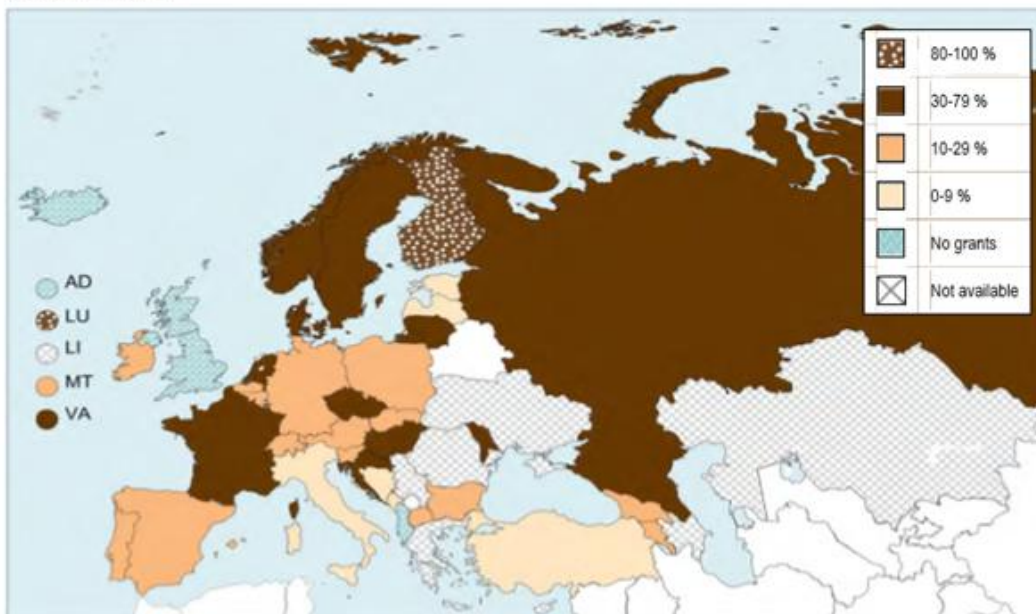 80-100 %
30-79 %
10-29 %
0-9 %
No grants
Not available
AD
LU
LI
MT
VA